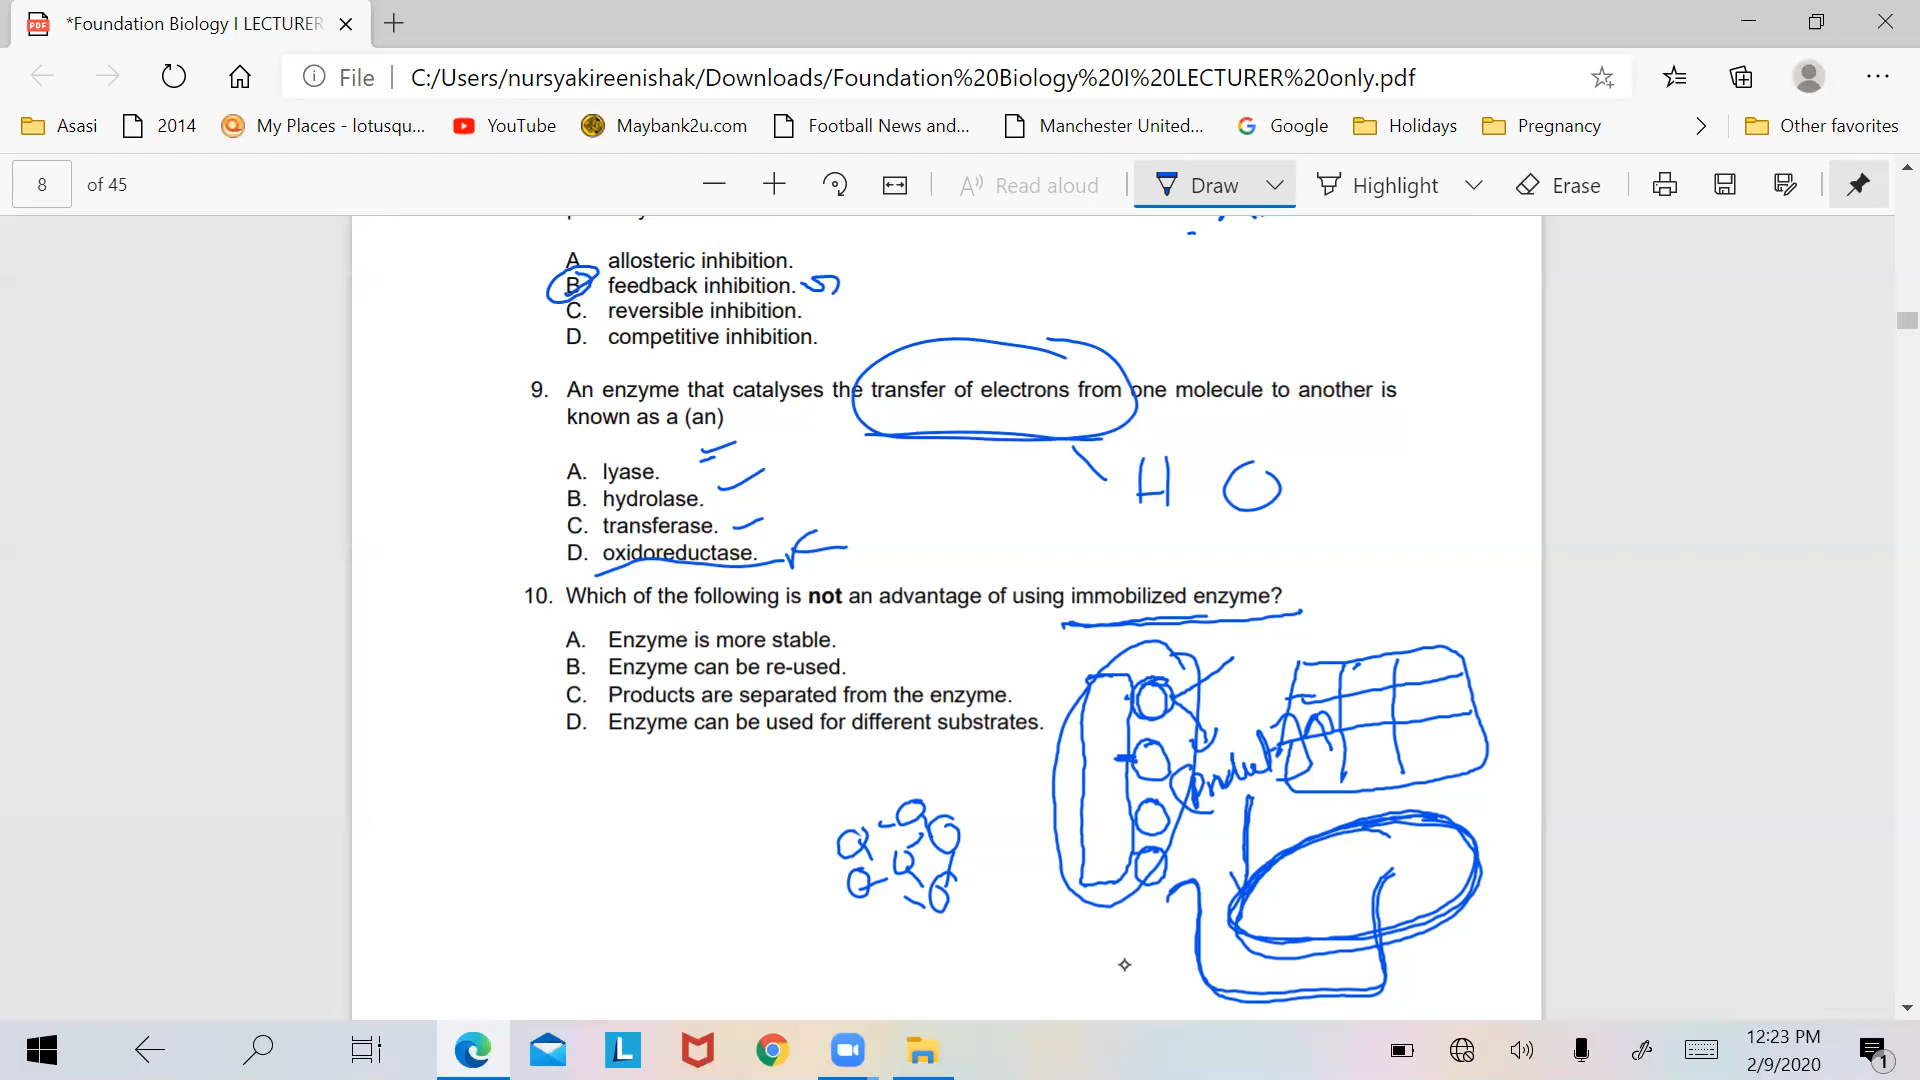 *Foundation Biology I LECTURER
File
C:/Users/nursyakireenishak/Downloads/Foundation%20Biology%20I%20LECTURER%20only.pdf
Asasi
2014
My Places - lotusqu...
YouTube
Maybank2u.com
Football News and...
Manchester United...
Google
Holidays
Pregnancy
Other favorites
8 of 45
Read aloud
Draw
Highlight
Erase
A. allosteric inhibition.
B. feedback inhibition.
C. reversible inhibition.
D. competitive inhibition.
9. An enzyme that catalyses the transfer of electrons from one molecule to another is
known as a (an)
H O
A. lyase.
B. hydrolase.
C. transferase.
D. oxidoreductase.
10. Which of the following is not an advantage of using immobilized enzyme?
A. Enzyme is more stable.
B. Enzyme can be re-used.
C. Products are separated from the enzyme.
D. Enzyme can be used for different substrates.
product
12:23 PM
2/9/2020
1